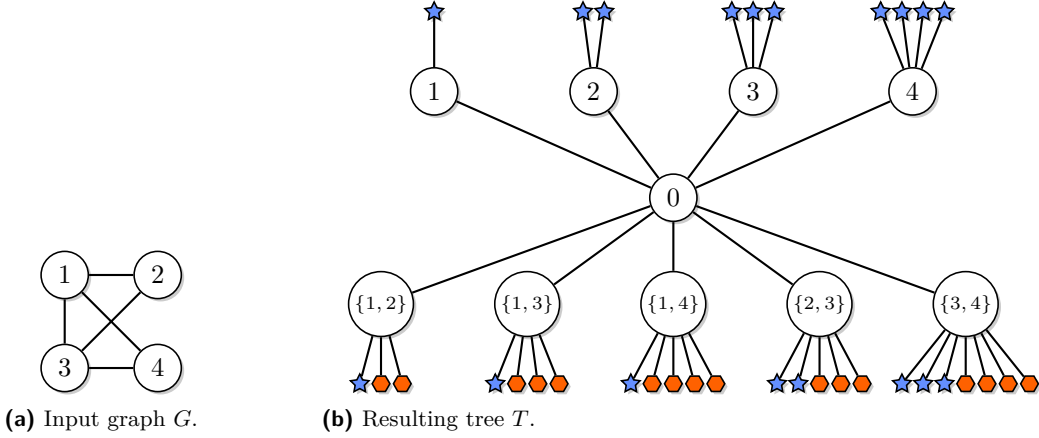 1 2 3 4
0
1 2
{1, 2} {1, 3} {1, 4} {2, 3} {3, 4}
3 4
(a) Input graph G. (b) Resulting tree T.